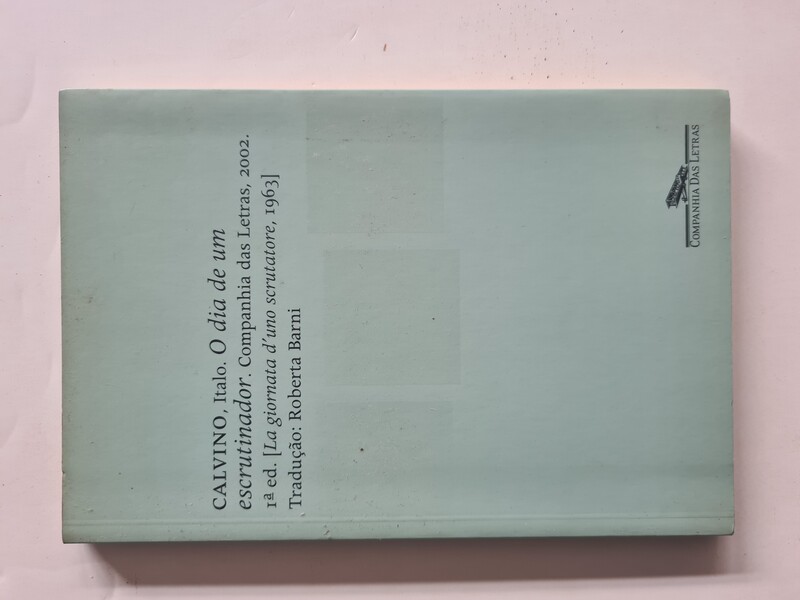 CALVINO, Italo. O dia de um
escrutinador. Companhia das Letras, 2002.
1ª ed. [La giornata d'uno scrutatore, 1963]
Tradução: Roberta Barni
COMPANHIA DAS LETRAS